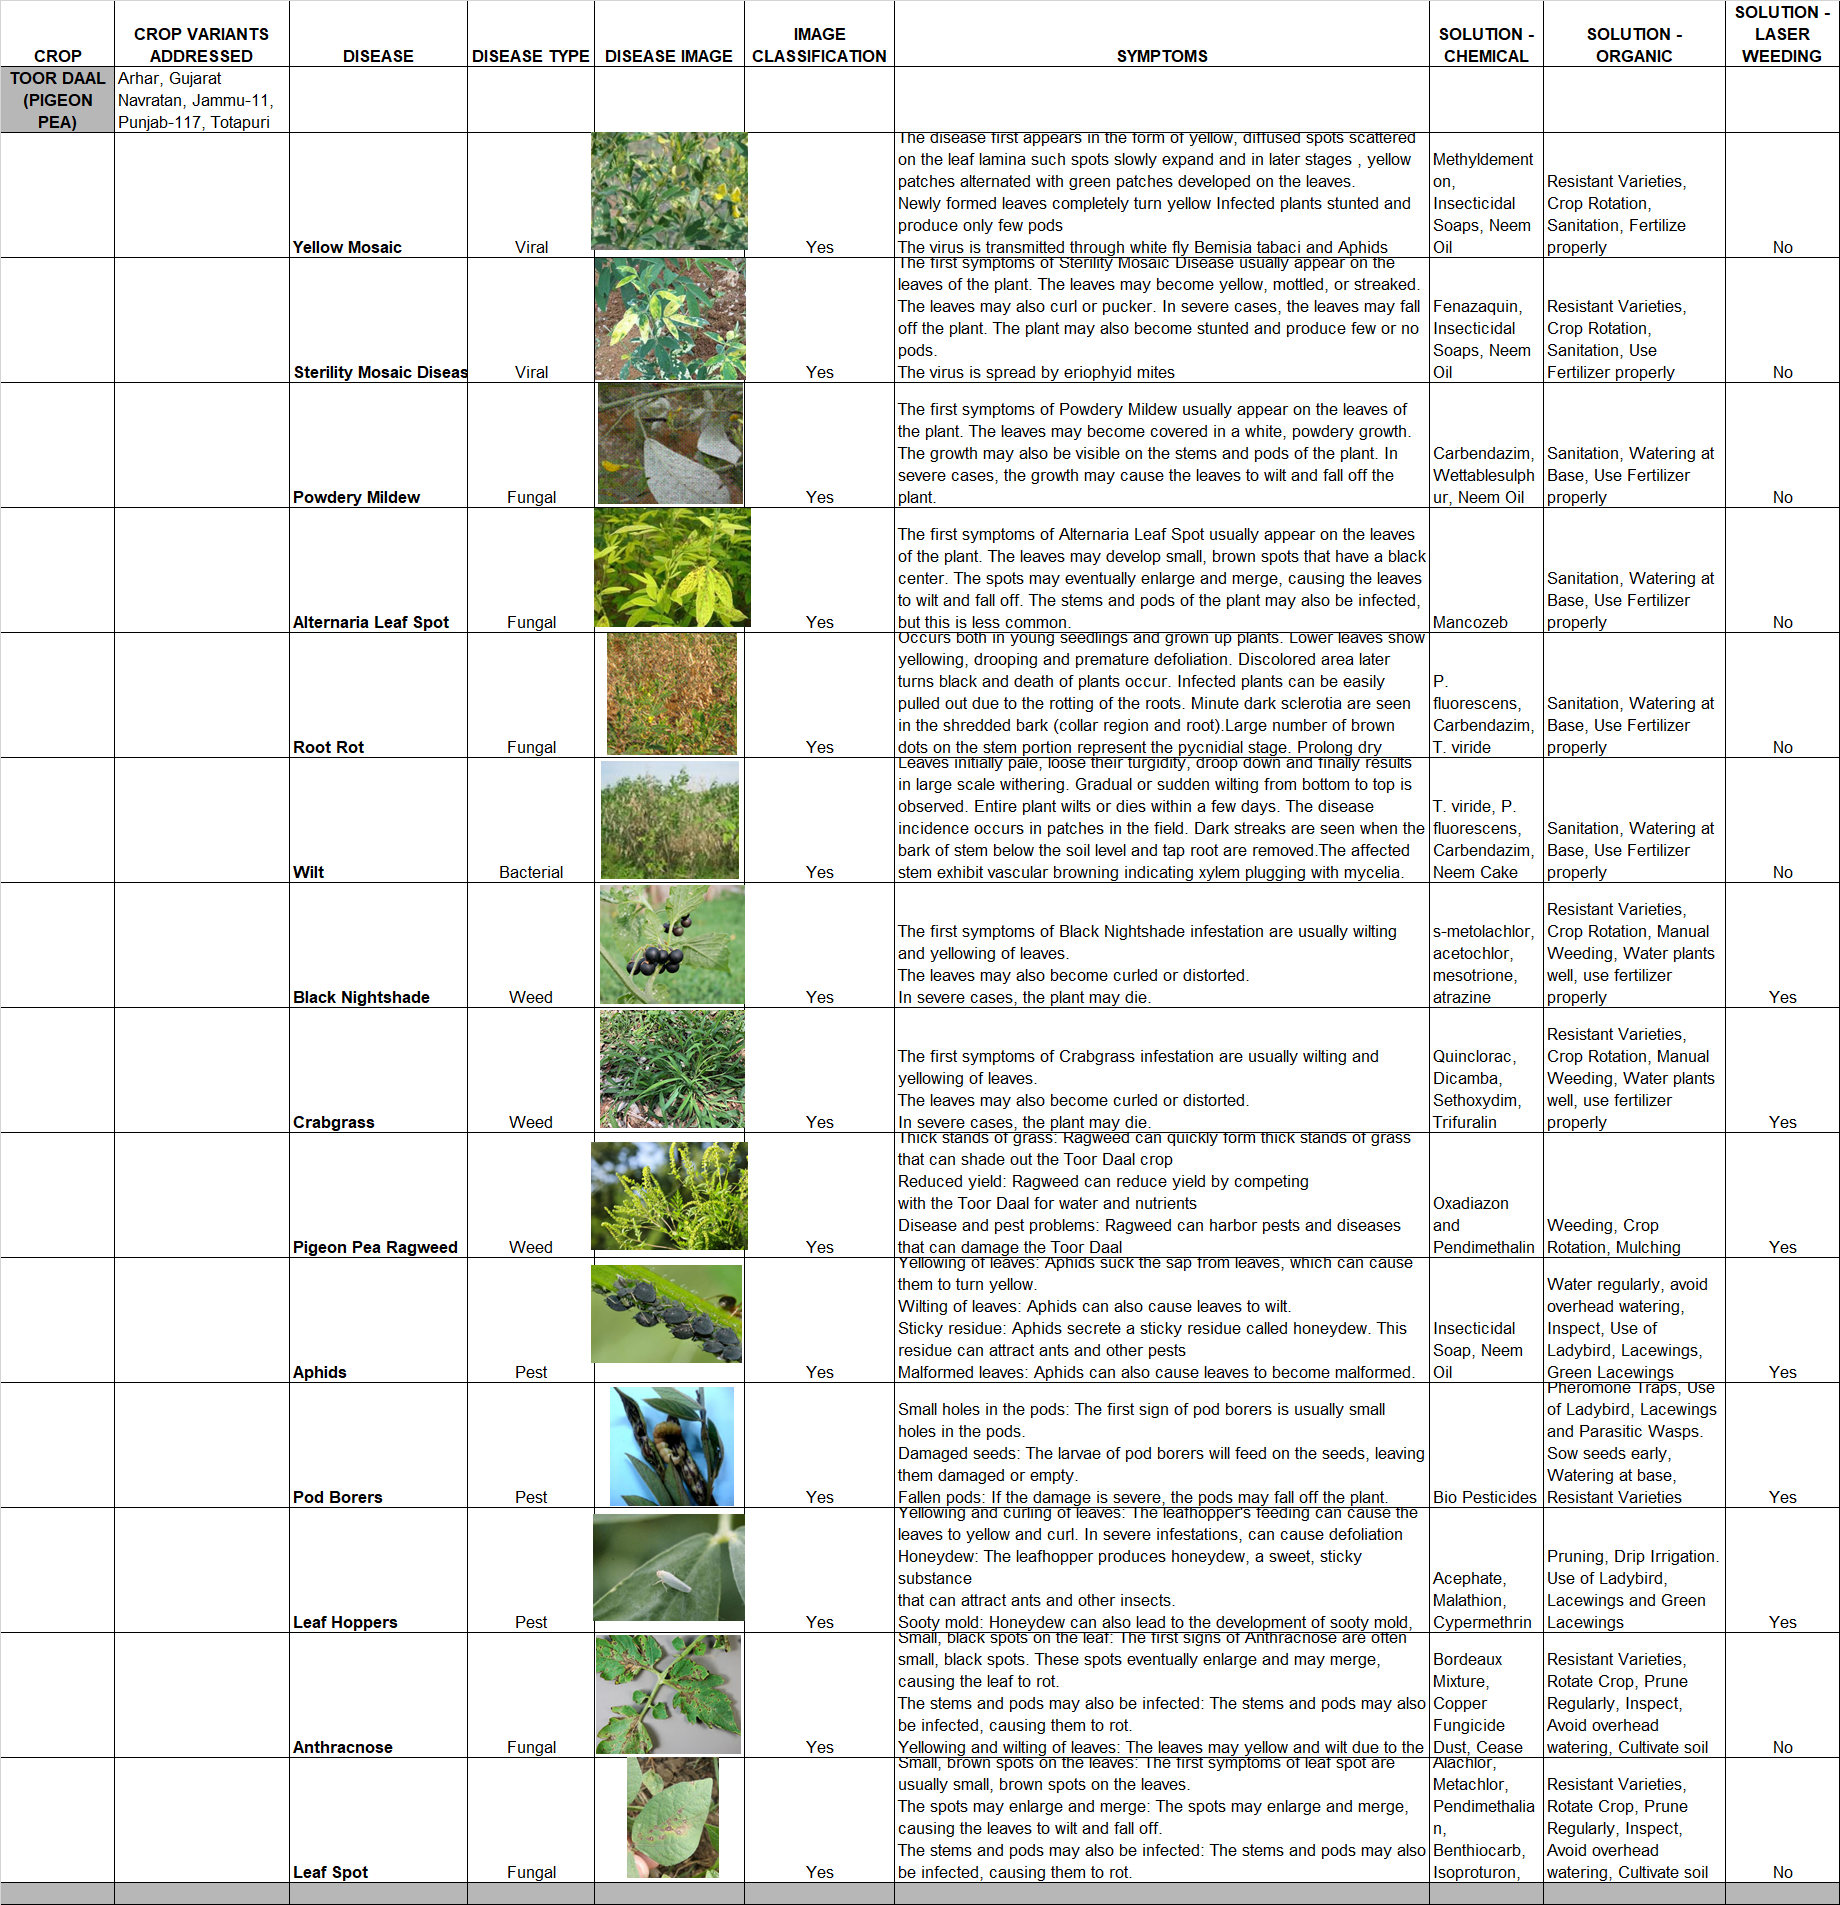 CROP
CROP VARIANTS
ADDRESSED
DISEASE
DISEASE TYPE
DISEASE IMAGE
IMAGE
CLASSIFICATION
SYMPTOMS
SOLUTION -
CHEMICAL
SOLUTION -
ORGANIC
SOLUTION -
LASER
WEEDING
TOOR DAAL
(PIGEON
PEA)
Arhar, Gujarat
Navratan, Jammu-11,
Punjab-117, Totapuri
Yellow Mosaic
Viral
Yes
The disease first appears in the form of yellow, diffused spots scattered
on the leaf lamina such spots slowly expand and in later stages , yellow
patches alternated with green patches developed on the leaves.
Newly formed leaves completely turn yellow Infected plants stunted and
produce only few pods
The virus is transmitted through white fly Bemisia tabaci and Aphids
Methyldement
on,
Insecticidal
Soaps, Neem
Oil
Resistant Varieties,
Crop Rotation,
Sanitation, Fertilize
properly
No
Sterility Mosaic Diseas
Viral
Yes
The first symptoms of Sterility Mosaic Disease usually appear on the
leaves of the plant. The leaves may become yellow, mottled, or streaked.
The leaves may also curl or pucker. In severe cases, the leaves may fall
off the plant. The plant may also become stunted and produce few or no
pods.
The virus is spread by eriophyid mites
Fenazaquin,
Insecticidal
Soaps, Neem
Oil
Resistant Varieties,
Crop Rotation,
Sanitation, Use
Fertilizer properly
No
Powdery Mildew
Fungal
Yes
The first symptoms of Powdery Mildew usually appear on the leaves of
the plant. The leaves may become covered in a white, powdery growth.
The growth may also be visible on the stems and pods of the plant. In
severe cases, the growth may cause the leaves to wilt and fall off the
plant.
Carbendazim,
Wettablesulph
ur, Neem Oil
Sanitation, Watering at
Base, Use Fertilizer
properly
No
Alternaria Leaf Spot
Fungal
Yes
The first symptoms of Alternaria Leaf Spot usually appear on the leaves
of the plant. The leaves may develop small, brown spots that have a black
center. The spots may eventually enlarge and merge, causing the leaves
to wilt and fall off. The stems and pods of the plant may also be infected,
but this is less common.
Mancozeb
Sanitation, Watering at
Base, Use Fertilizer
properly
No
Root Rot
Fungal
Yes
Occurs both in young seedlings and grown up plants. Lower leaves show
yellowing, drooping and premature defoliation. Discolored area later
turns black and death of plants occur. Infected plants can be easily
pulled out due to the rotting of the roots. Minute dark sclerotia are seen
in the shredded bark (collar region and root).Large number of brown
dots on the stem portion represent the pycnidial stage. Prolong dry
P.
fluorescens,
Carbendazim,
T. viride
Sanitation, Watering at
Base, Use Fertilizer
properly
No
Wilt
Bacterial
Yes
Leaves initially pale, loose their turgidity, droop down and finally results
in large scale withering. Gradual or sudden wilting from bottom to top is
observed. Entire plant wilts or dies within a few days. The disease
incidence occurs in patches in the field. Dark streaks are seen when the
bark of stem below the soil level and tap root are removed.The affected
stem exhibit vascular browning indicating xylem plugging with mycelia.
T. viride, P.
fluorescens,
Carbendazim,
Neem Cake
Sanitation, Watering at
Base, Use Fertilizer
properly
No
Black Nightshade
Weed
Yes
The first symptoms of Black Nightshade infestation are usually wilting
and yellowing of leaves.
The leaves may also become curled or distorted.
In severe cases, the plant may die.
s-metolachlor,
acetochlor,
mesotrione,
atrazine
Resistant Varieties,
Crop Rotation, Manual
Weeding, Water plants
well, use fertilizer
properly
Yes
Crabgrass
Weed
Yes
The first symptoms of Crabgrass infestation are usually wilting and
yellowing of leaves.
The leaves may also become curled or distorted.
In severe cases, the plant may die.
Quinclorac,
Dicamba,
Sethoxydim,
Trifuralin
Resistant Varieties,
Crop Rotation, Manual
Weeding, Water plants
well, use fertilizer
properly
Yes
Pigeon Pea Ragweed
Weed
Yes
Thick stands of grass: Ragweed can quickly form thick stands of grass
that can shade out the Toor Daal crop
Reduced yield: Ragweed can reduce yield by competing
with the Toor Daal for water and nutrients
Disease and pest problems: Ragweed can harbor pests and diseases
that can damage the Toor Daal
Oxadiazon
and
Pendimethalin
Weeding, Crop
Rotation, Mulching
Yes
Aphids
Pest
Yes
Yellowing of leaves: Aphids suck the sap from leaves, which can cause
them to turn yellow.
Wilting of leaves: Aphids can also cause leaves to wilt.
Sticky residue: Aphids secrete a sticky residue called honeydew. This
residue can attract ants and other pests
Malformed leaves: Aphids can also cause leaves to become malformed.
Insecticidal
Soap, Neem
Oil
Water regularly, avoid
overhead watering,
Inspect, Use of
Ladybird, Lacewings,
Green Lacewings
Yes
Pod Borers
Pest
Yes
Small holes in the pods: The first sign of pod borers is usually small
holes in the pods.
Damaged seeds: The larvae of pod borers will feed on the seeds, leaving
them damaged or empty.
Fallen pods: If the damage is severe, the pods may fall off the plant.
Bio Pesticides
Pheromone Traps, Use
of Ladybird, Lacewings
and Parasitic Wasps.
Sow seeds early,
Watering at base,
Resistant Varieties
Yes
Leaf Hoppers
Pest
Yes
Yellowing and curling of leaves: The leafhopper's feeding can cause the
leaves to yellow and curl. In severe infestations, can cause defoliation
Honeydew: The leafhopper produces honeydew, a sweet, sticky
substance
that can attract ants and other insects.
Sooty mold: Honeydew can also lead to the development of sooty mold,
Acephate,
Malathion,
Cypermethrin
Pruning, Drip Irrigation.
Use of Ladybird,
Lacewings and Green
Lacewings
Yes
Anthracnose
Fungal
Yes
Small, black spots on the leaf: The first signs of Anthracnose are often
small, black spots. These spots eventually enlarge and may merge,
causing the leaf to rot.
The stems and pods may also be infected: The stems and pods may also
be infected, causing them to rot.
Yellowing and wilting of leaves: The leaves may yellow and wilt due to the
Bordeaux
Mixture,
Copper
Fungicide
Dust, Cease
Resistant Varieties,
Rotate Crop, Prune
Regularly, Inspect,
Avoid overhead
watering, Cultivate soil
No
Leaf Spot
Fungal
Yes
Small, brown spots on the leaves: The first symptoms of leaf spot are
usually small, brown spots on the leaves.
The spots may enlarge and merge: The spots may enlarge and merge,
causing the leaves to wilt and fall off.
The stems and pods may also be infected: The stems and pods may also
be infected, causing them to rot.
Alachlor,
Metachlor,
Pendimethalia
n,
Benthiocarb,
Isoproturon,
Resistant Varieties,
Rotate Crop, Prune
Regularly, Inspect,
Avoid overhead
watering, Cultivate soil
No